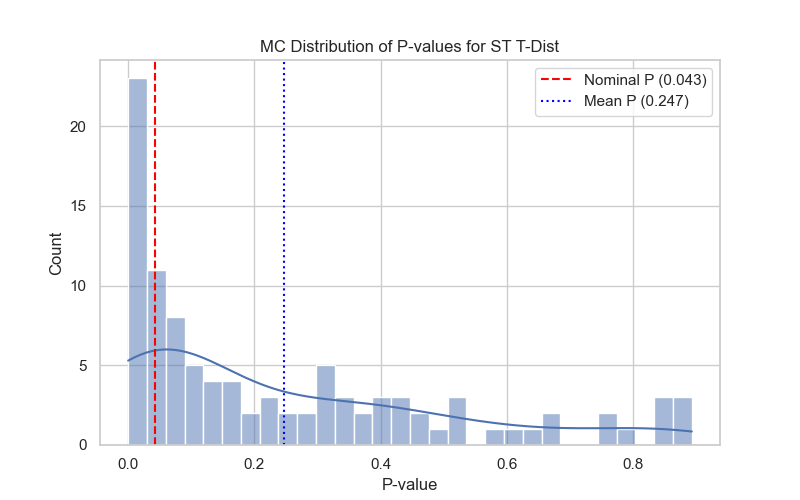 MC Distribution of P-values for ST T-Dist
Nominal P (0.043)
Mean P (0.247)
Count
20
15
10
5
0
0.0 0.2 0.4 0.6 0.8
P-value